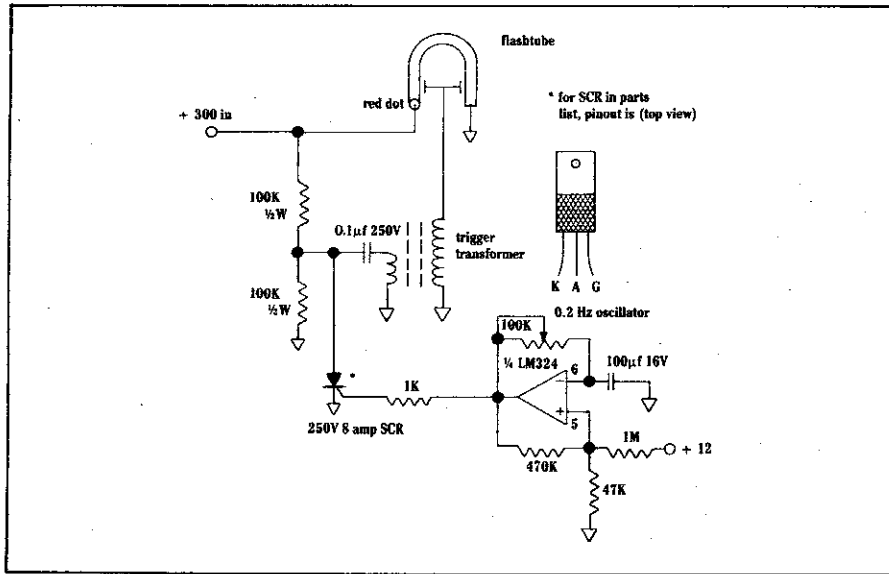 flashtube
red dot
* for SCR in parts
list, pinout is (top view)
+ 300 in
100K
½W
0.1µf 250V
trigger
transformer
K A G
100K
½W
0.2 Hz oscillator
100K
¼ LM324
100µf 16V
6
*
1K
+
5
250V 8 amp SCR
1M
+ 12
470K
47K